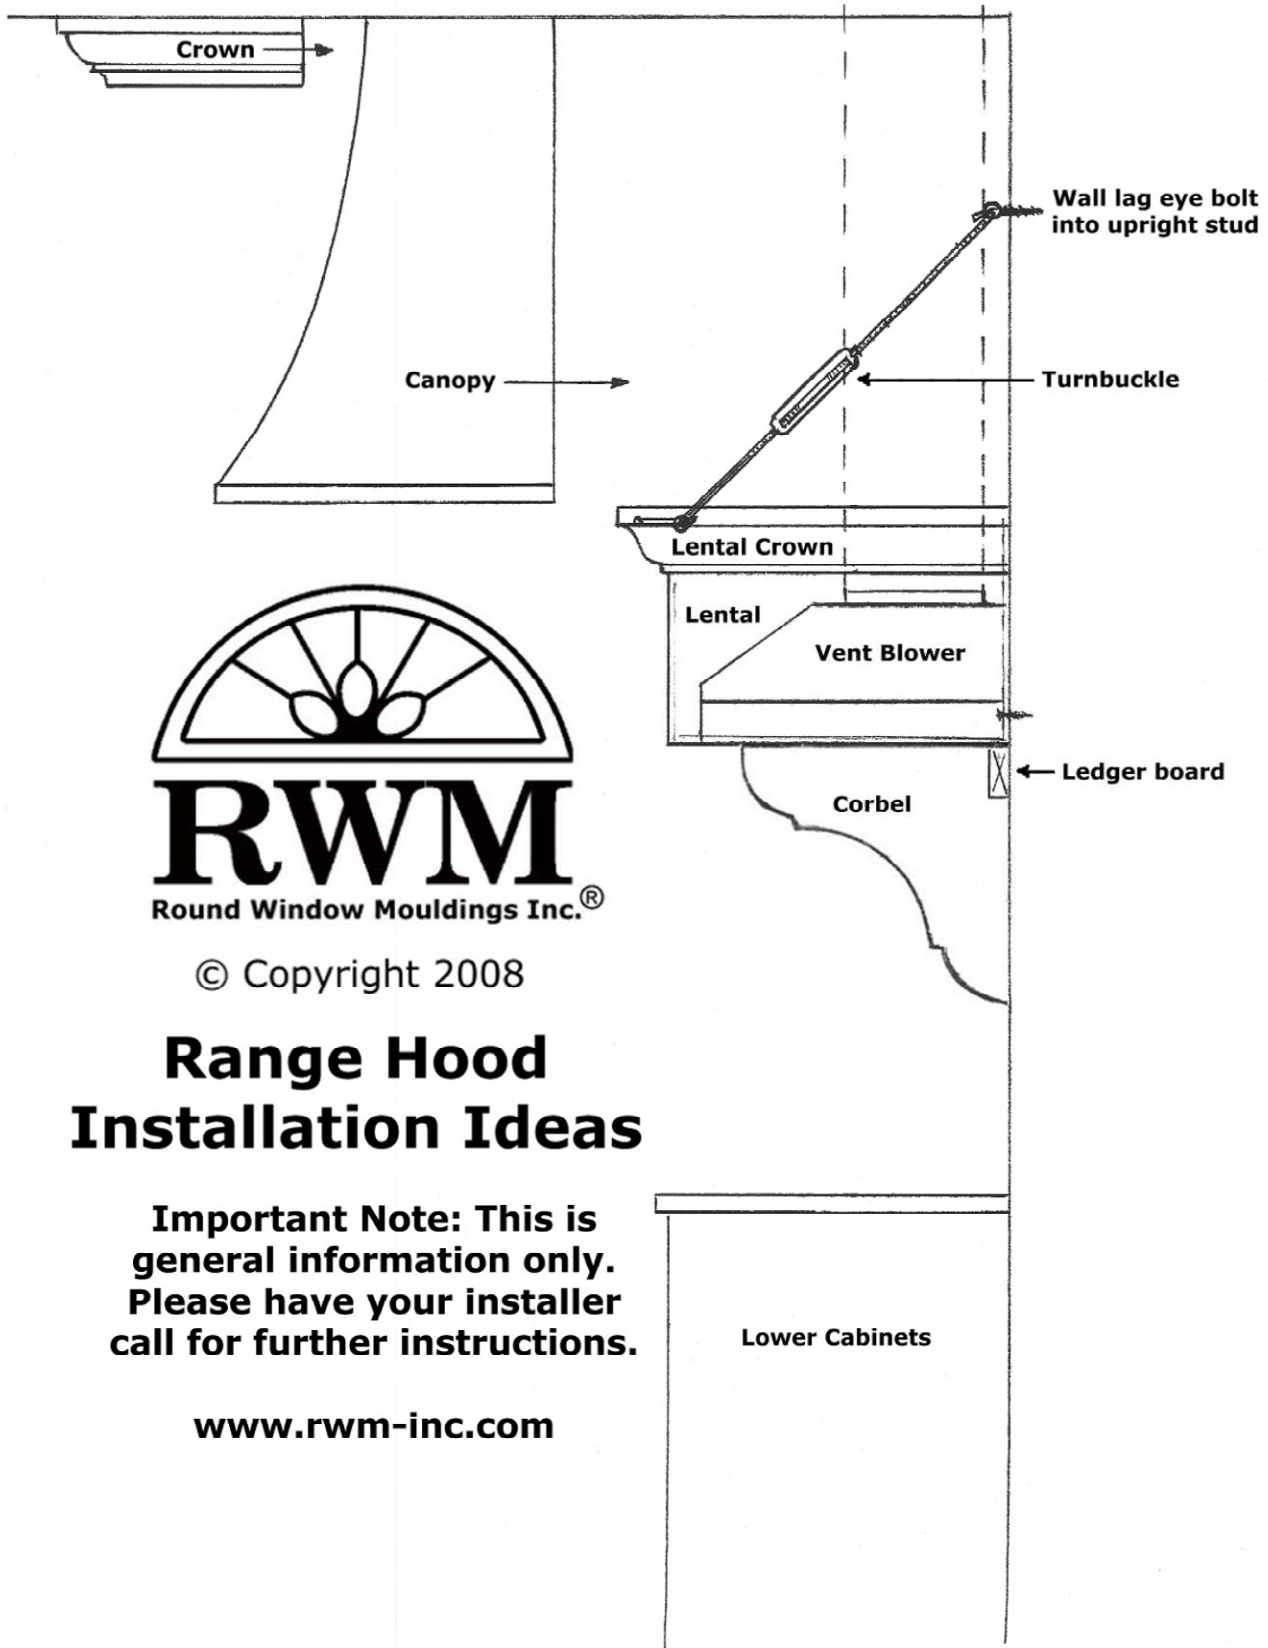 Crown
Wall lag eye bolt
into upright stud
Canopy
Turnbuckle
Lental Crown
Lental
Vent Blower
Ledger board
Corbel
RWM
Round Window Mouldings Inc.®
© Copyright 2008
Range Hood
Installation Ideas
Important Note: This is
general information only.
Please have your installer
call for further instructions.
www.rwm-inc.com
Lower Cabinets